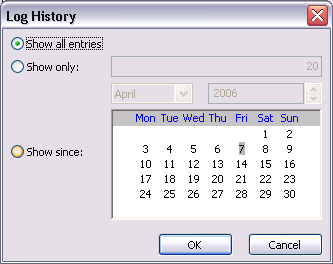 Log History
Show all entries
Show only: 20
April 2006
Mon Tue Wed Thu Fri Sat Sun
1 2
3 4 5 6 7 8 9
Show since:
10 11 12 13 14 15 16
17 18 19 20 21 22 23
24 25 26 27 28 29 30
OK Cancel